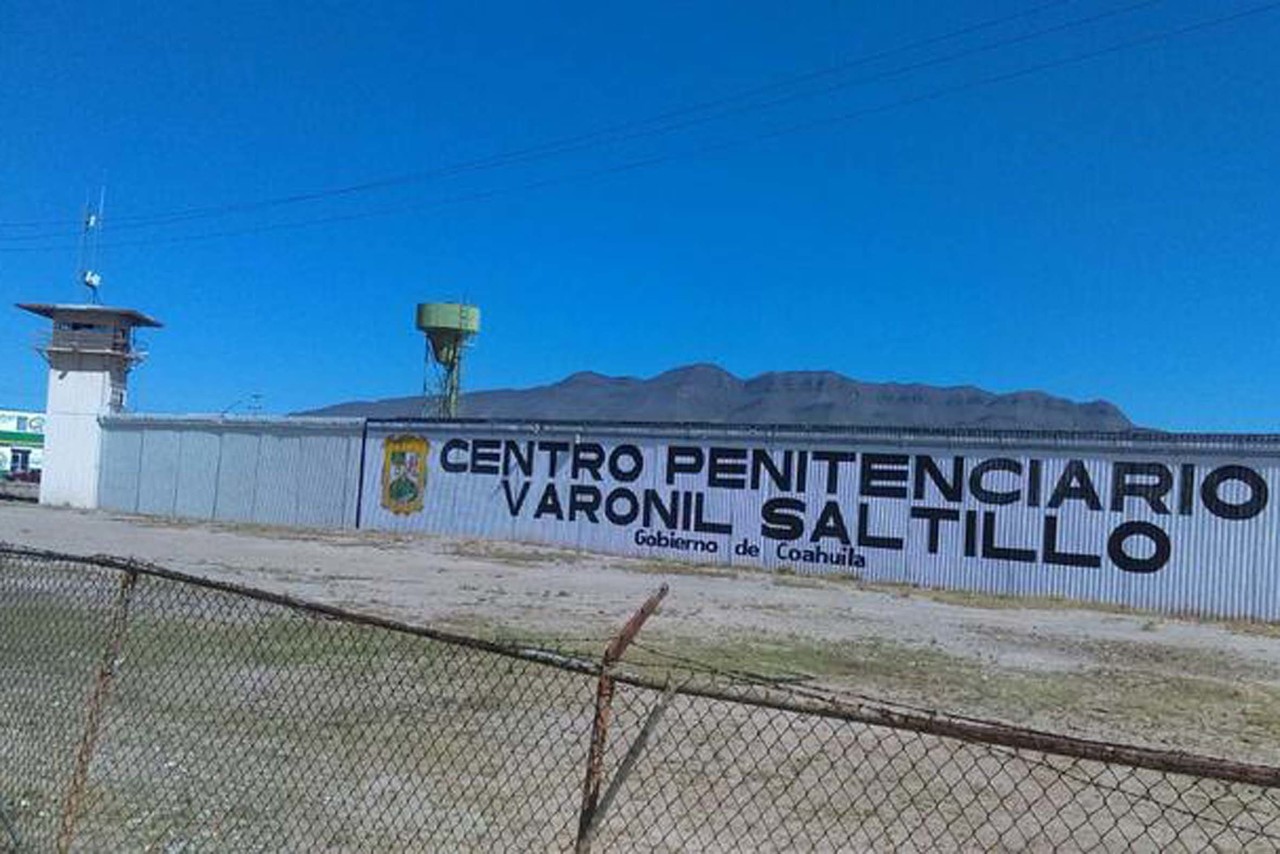 CENTRO PENITENCIARIO
VARONIL SALTILLO
Gobierno de Coahuila